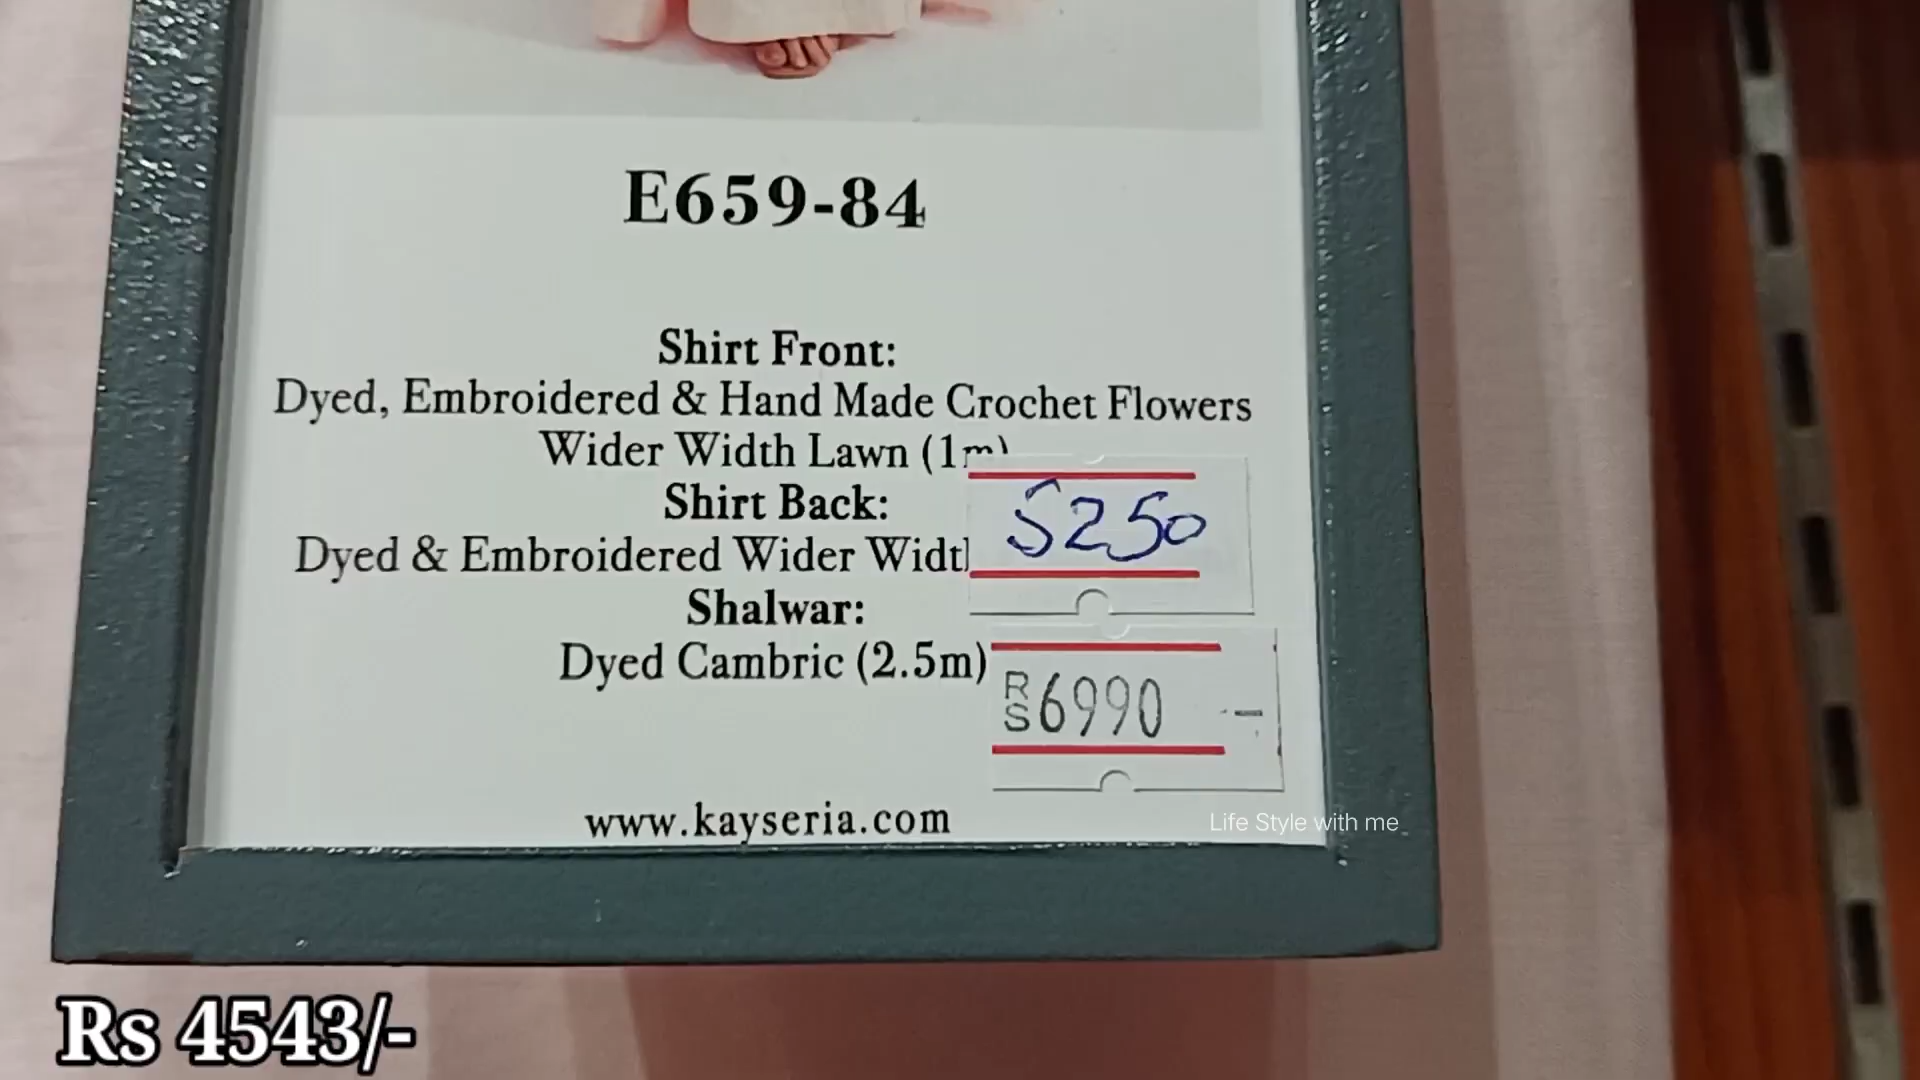 E659-84
Shirt Front:
Dyed, Embroidered & Hand Made Crochet Flowers
Wider Width Lawn (1m)
Shirt Back:
5250
Dyed & Embroidered Wider
Shalwar:
Dyed Cambric (2.5m)
RS 6990 -
www.kayseria.com
Life Style with me
Rs 4543/-